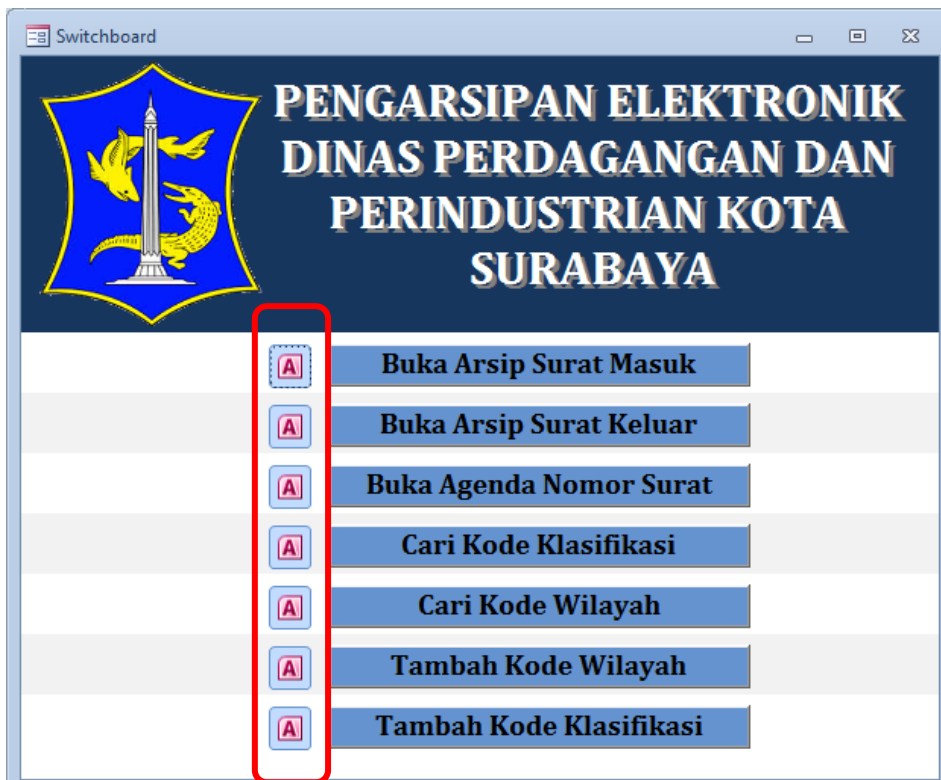 Switchboard
PENGARSIPAN ELEKTRONIK
DINAS PERDAGANGAN DAN
PERINDUSTRIAN KOTA
SURABAYA
A Buka Arsip Surat Masuk
A Buka Arsip Surat Keluar
A Buka Agenda Nomor Surat
A Cari Kode Klasifikasi
A Cari Kode Wilayah
A Tambah Kode Wilayah
A Tambah Kode Klasifikasi